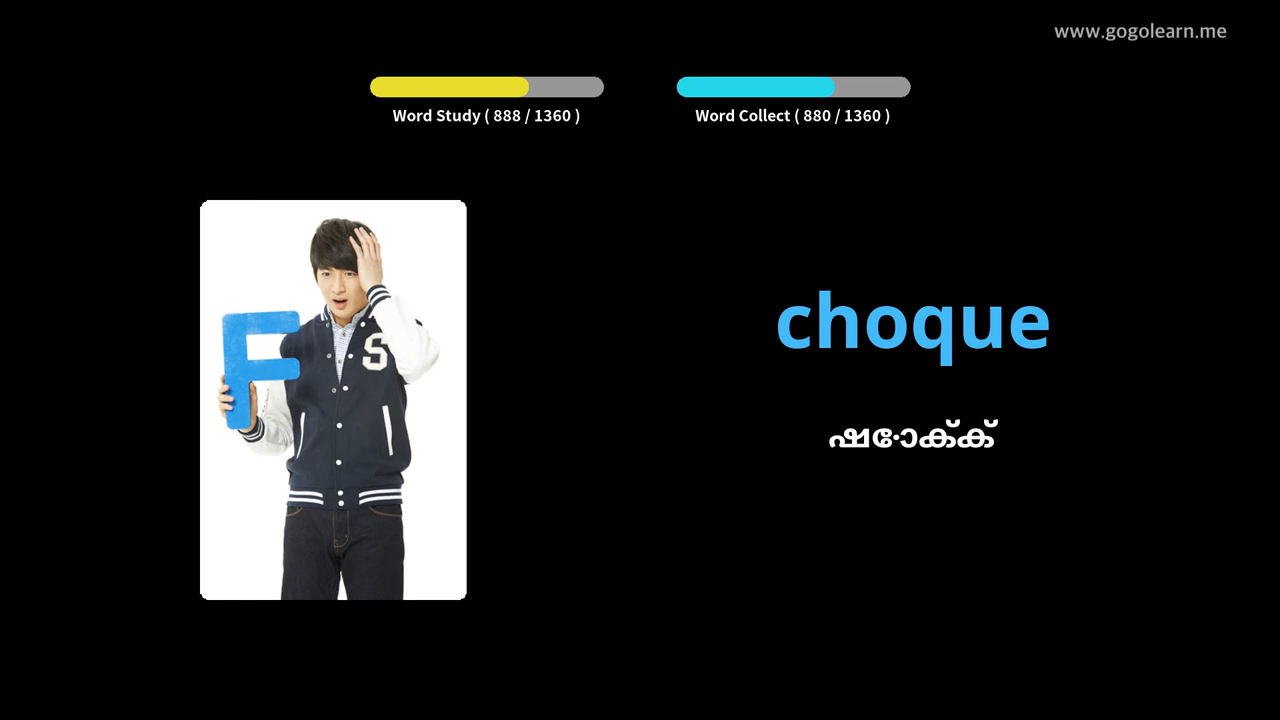 www.gogolearn.me
Word Study ( 888 / 1360 )
Word Collect ( 880 / 1360 )
F
S
choque
ഷോക്ക്